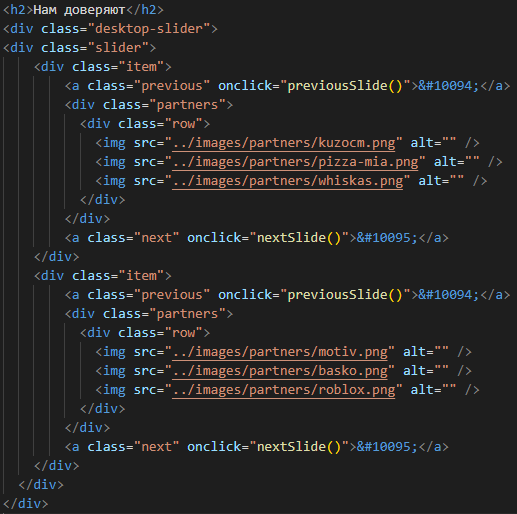 <h2>Нам доверяют</h2>
<div class="desktop-slider">
<div class="slider">
<div class="item">
<a class="previous" onclick="previousSlide()">&#10094;</a>
<div class="partners">
<div class="row">
<img src="../images/partners/kuzocm.png" alt="" />
<img src="../images/partners/pizza-mia.png" alt="" />
<img src="../images/partners/whiskas.png" alt="" />
</div>
</div>
<a class="next" onclick="nextSlide()">&#10095;</a>
</div>
<div class="item">
<a class="previous" onclick="previousSlide()">&#10094;</a>
<div class="partners">
<div class="row">
<img src="../images/partners/motiv.png" alt="" />
<img src="../images/partners/basko.png" alt="" />
<img src="../images/partners/roblox.png" alt="" />
</div>
</div>
<a class="next" onclick="nextSlide()">&#10095;</a>
</div>
</div>
</div>